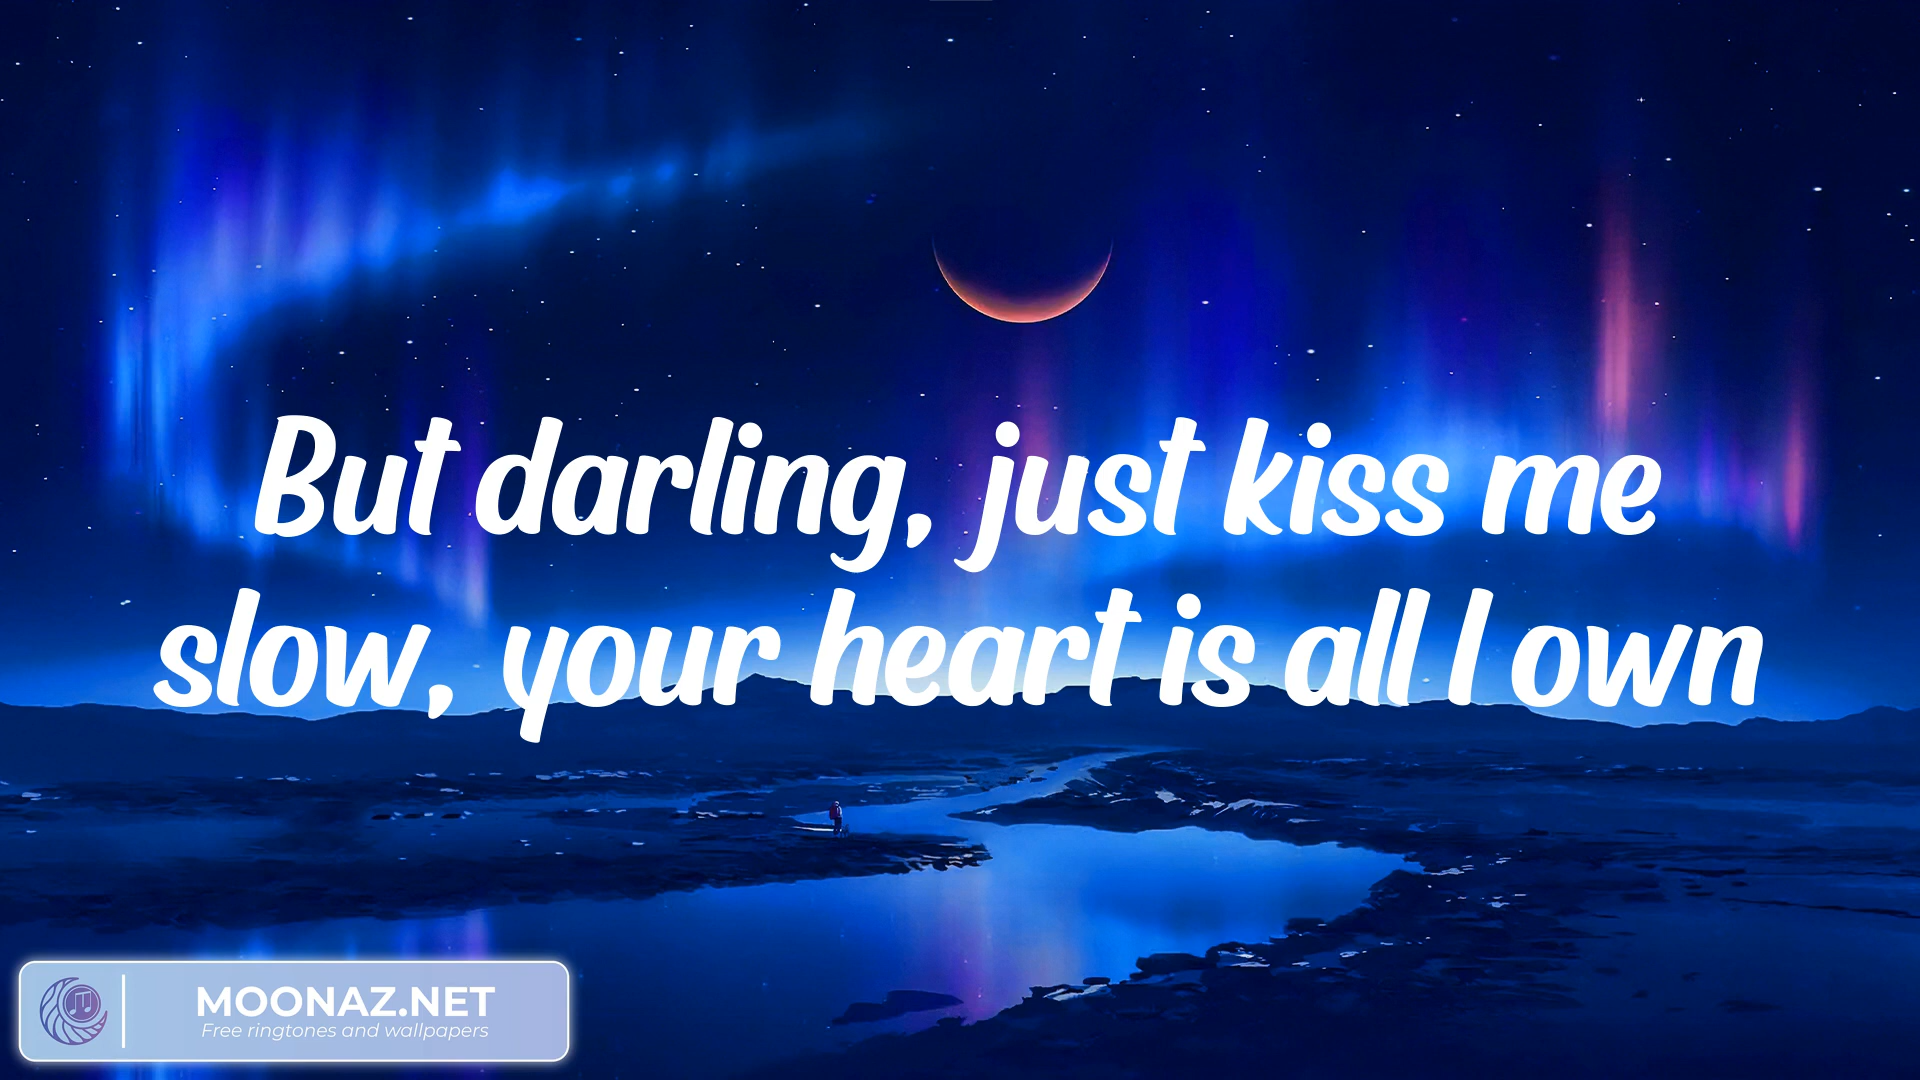 But darling, just kiss me
slow, your heart is all I own
MOONAZ.NET
Free ringtones and wallpapers